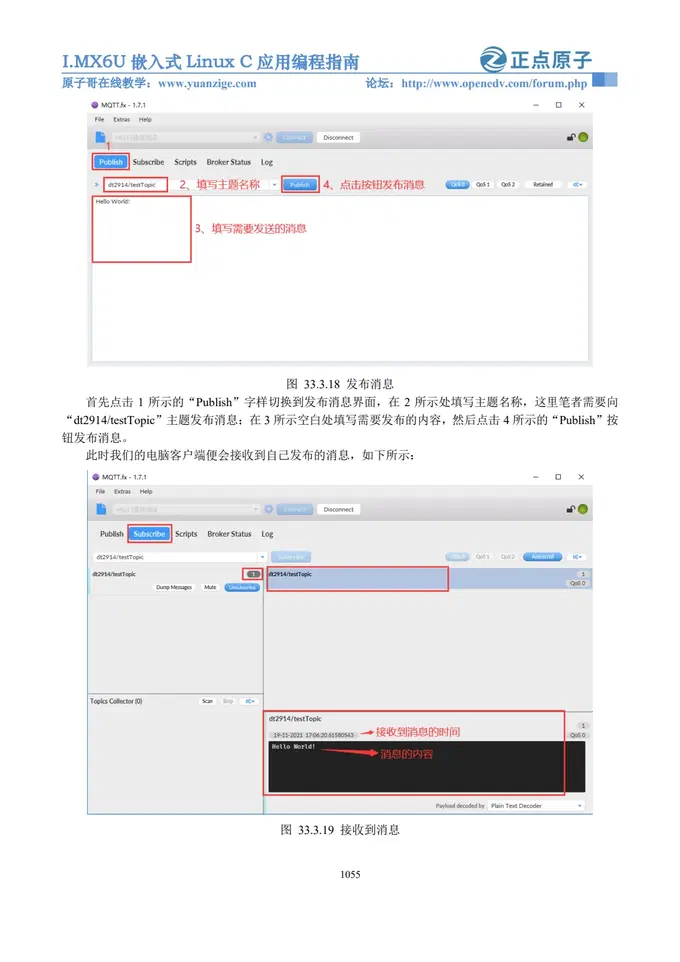 I.MX6U 嵌入式 Linux C 应用编程指南
正点原子
原子哥在线教学：www.yuanzige.com
论坛：http://www.openedv.com/forum.php
MQTT.fx - 1.7.1
File Extras Help
Connect Disconnect
1
Publish Subscribe Scripts Broker Status Log
dt2914/testTopic 2、填写主题名称 Publish 4、点击按钮发布消息 QoS 0 QoS 1 QoS 2 Retained
Hello World!
3、填写需要发送的消息
图 33.3.18 发布消息
首先点击 1 所示的“Publish”字样切换到发布消息界面，在 2 所示处填写主题名称，这里笔者需要向
“dt2914/testTopic”主题发布消息；在 3 所示空白处填写需要发布的内容，然后点击 4 所示的“Publish”按
钮发布消息。
此时我们的电脑客户端便会接收到自己发布的消息，如下所示：
MQTT.fx - 1.7.1
File Extras Help
Connect Disconnect
Publish Subscribe Scripts Broker Status Log
dt2914/testTopic Subscribe QoS 0 QoS 1 QoS 2 Autoscroll
dt2914/testTopic 1
Dump Messages Mute Unsubscribe
dt2914/testTopic 1
QoS 0
Topics Collector (0) Scan Stop
dt2914/testTopic 1
19-11-2021 17:06:20.61580543 接收到消息的时间 QoS 0
Hello World! 消息的内容
Payload decoded by Plain Text Decoder
图 33.3.19 接收到消息
1055